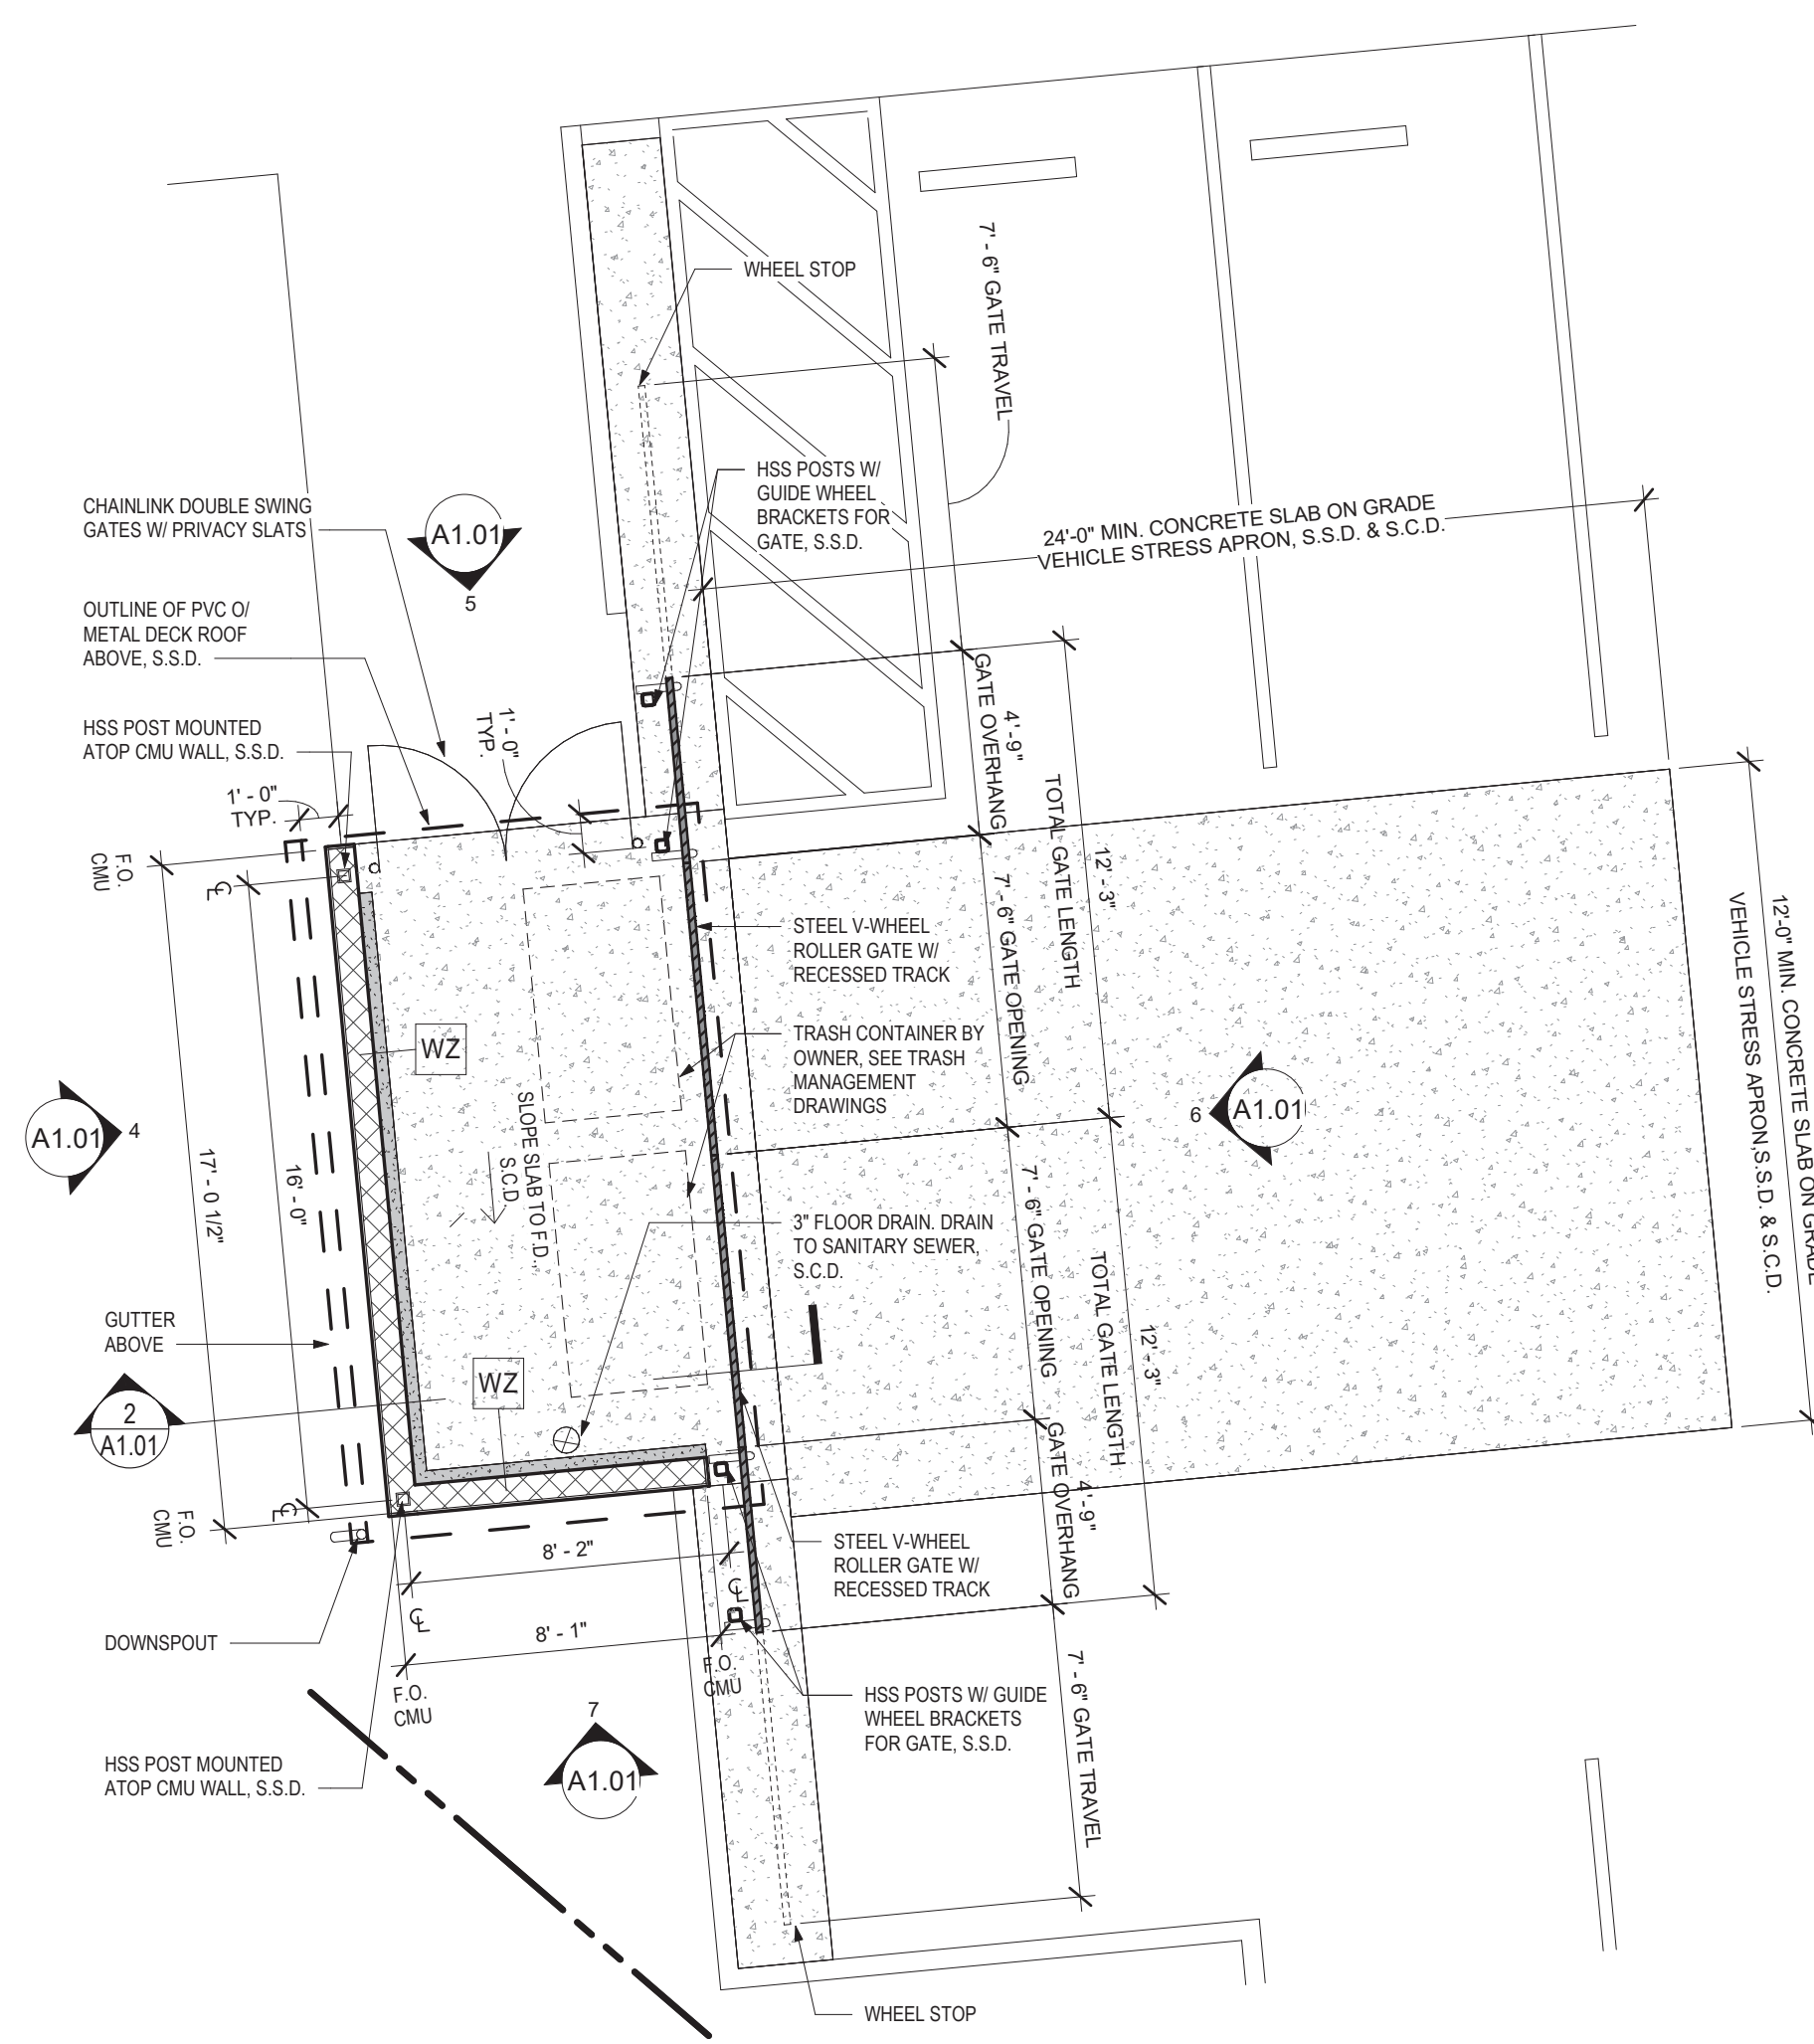 WHEEL STOP
7' - 6" GATE TRAVEL
HSS POSTS W/
GUIDE WHEEL
BRACKETS FOR
GATE, S.S.D.
24'-0" MIN. CONCRETE SLAB ON GRADE
VEHICLE STRESS APRON, S.S.D. & S.C.D.
CHAINLINK DOUBLE SWING
GATES W/ PRIVACY SLATS
A1.01
5
OUTLINE OF PVC O/
METAL DECK ROOF
ABOVE, S.S.D.
HSS POST MOUNTED
ATOP CMU WALL, S.S.D.
1' - 0"
TYP.
1' - 0"
TYP.
4'-9"
GATE OVERHANG
12' - 3"
TOTAL GATE LENGTH
F.O.
CMU
CL
7' - 6" GATE OPENING
STEEL V-WHEEL
ROLLER GATE W/
RECESSED TRACK
12'-0" MIN. CONCRETE SLAB ON GRADE
VEHICLE STRESS APRON,S.S.D. & S.C.D.
WZ
TRASH CONTAINER BY
OWNER, SEE TRASH
MANAGEMENT
DRAWINGS
A1.01
4
6
A1.01
17' - 0 1/2"
16' - 0"
SLOPE SLAB TO F.D.,
S.C.D.
7' - 6" GATE OPENING
3" FLOOR DRAIN. DRAIN
TO SANITARY SEWER,
S.C.D.
12' - 3"
TOTAL GATE LENGTH
GUTTER
ABOVE
WZ
2
A1.01
4'-9"
GATE OVERHANG
F.O.
CMU
CL
8' - 2"
CL
CL
STEEL V-WHEEL
ROLLER GATE W/
RECESSED TRACK
DOWNSPOUT
8' - 1"
F.O.
CMU
F.O.
CMU
7
A1.01
HSS POSTS W/ GUIDE
WHEEL BRACKETS
FOR GATE, S.S.D.
7' - 6" GATE TRAVEL
HSS POST MOUNTED
ATOP CMU WALL, S.S.D.
WHEEL STOP